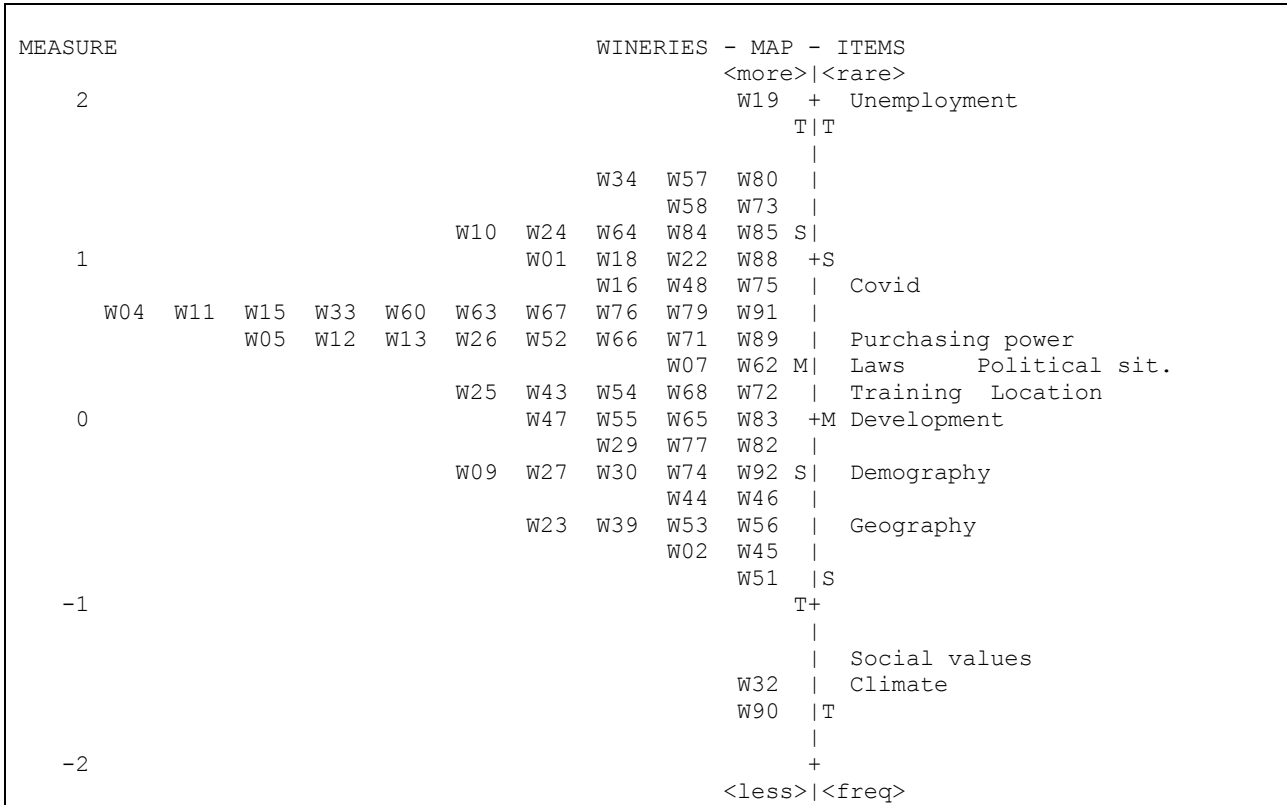 MEASURE WINERIES - MAP - ITEMS
<more>|<rare>
2 W19 + Unemployment
T|T
|
W34 W57 W80 |
W58 W73 |
W10 W24 W64 W84 W85 S|
1 W01 W18 W22 W88 +S
W16 W48 W75 | Covid
W04 W11 W15 W33 W60 W63 W67 W76 W79 W91 |
W05 W12 W13 W26 W52 W66 W71 W89 | Purchasing power
W07 W62 M| Laws Political sit.
W25 W43 W54 W68 W72 | Training Location
0 W47 W55 W65 W83 +M Development
W29 W77 W82 |
W09 W27 W30 W74 W92 S| Demography
W44 W46 |
W23 W39 W53 W56 | Geography
W02 W45 |
W51 |S
-1 T+
|
| Social values
W32 | Climate
W90 |T
|
-2 +
<less>|<freq>